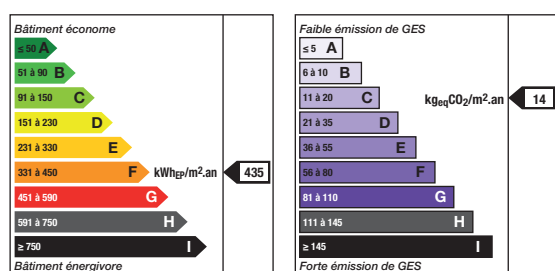 Bâtiment économe
≤ 50 A
51 à 90 B
91 à 150 C
151 à 230 D
231 à 330 E
331 à 450 F
kWhEP/m².an
435
451 à 590 G
591 à 750 H
≥ 750 I
Bâtiment énergivore
Faible émission de GES
≤ 5 A
6 à 10 B
11 à 20 C
kgeqCO2/m².an
14
21 à 35 D
36 à 55 E
56 à 80 F
81 à 110 G
111 à 145 H
≥ 145 I
Forte émission de GES